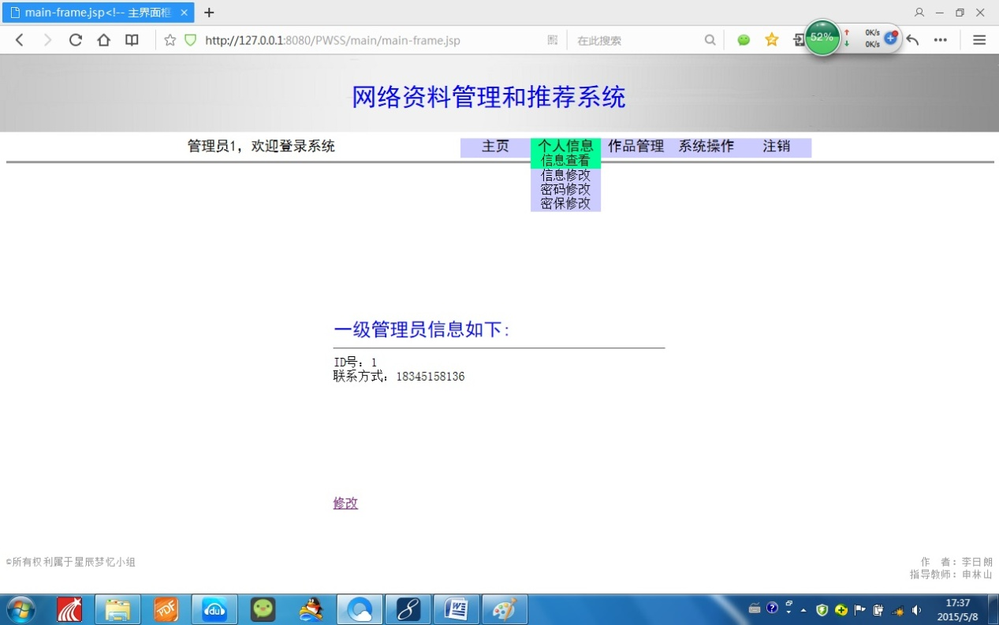 main-frame.jsp<!-- 主界面框
http://127.0.0.1:8080/PWSS/main/main-frame.jsp
在此搜索
52%
0K/s
0K/s
网络资料管理和推荐系统
管理员1，欢迎登录系统
主页 个人信息 作品管理 系统操作 注销
信息查看
信息修改
密码修改
密保修改
一级管理员信息如下：
ID号：1
联系方式：18345158136
修改
©所有权利属于星辰梦忆小组
作 者：李日朗
指导教师：申林山
PDF
du
17:37
2015/5/8